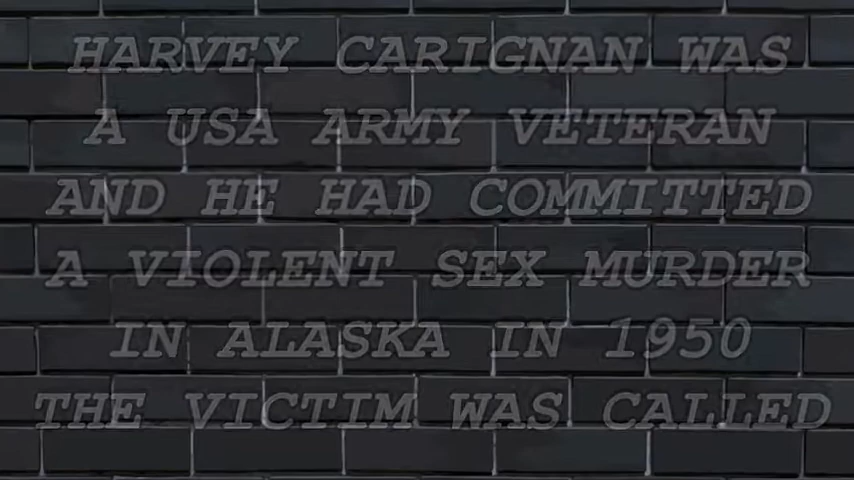 HARVEY CARIGNAN WAS
A USA ARMY VETERAN
AND HE HAD COMMITTED
A VIOLENT SEX MURDER
IN ALASKA IN 1950
THE VICTIM WAS CALLED